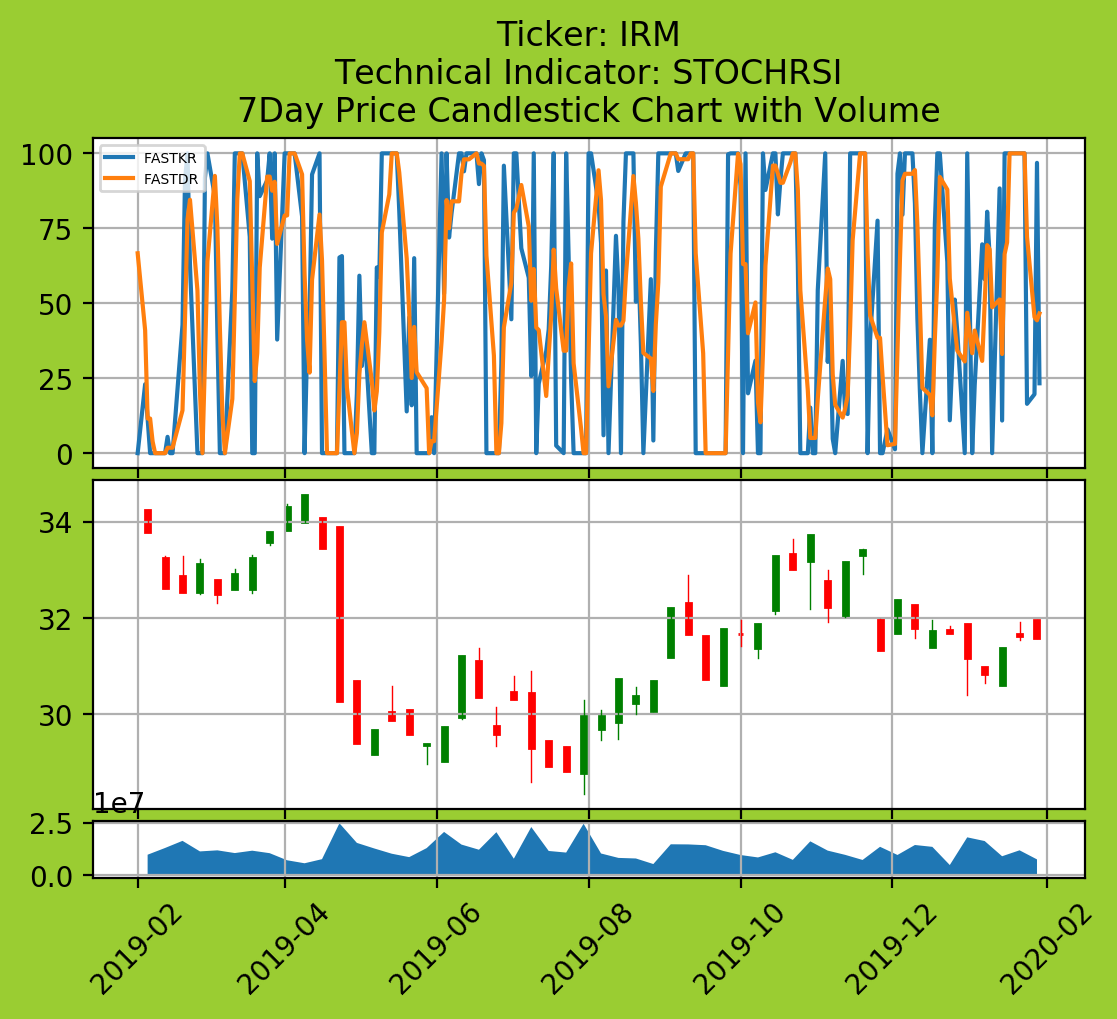 Ticker: IRM
Technical Indicator: STOCHRSI
7Day Price Candlestick Chart with Volume
100
75
50
25
0
FASTKR
FASTDR
34
32
30
1e7
2.5
0.0
2019-02
2019-04
2019-06
2019-08
2019-10
2019-12
2020-02